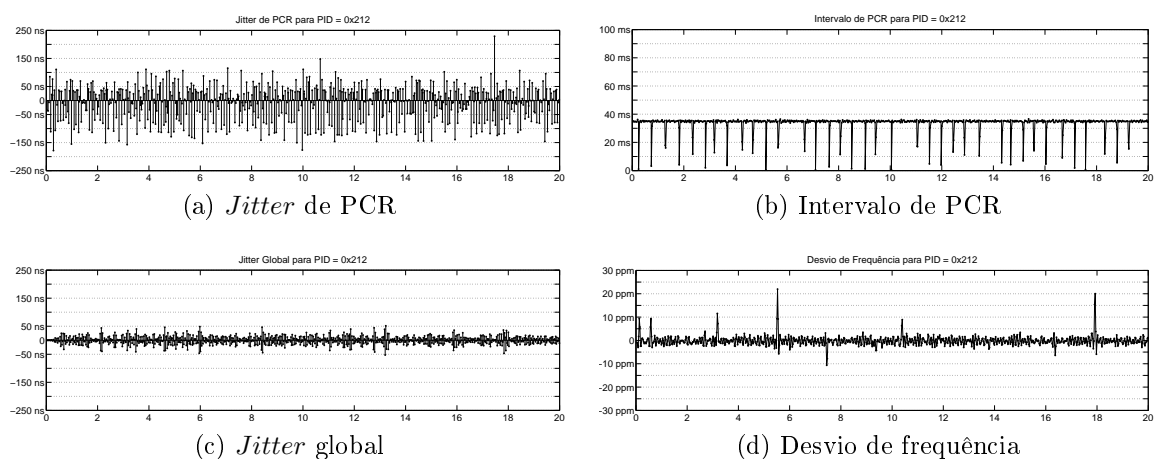 Jitter de PCR para PID = 0x212
250 ns
150 ns
50 ns
0
−50 ns
−150 ns
−250 ns
0 2 4 6 8 10 12 14 16 18 20
(a) Jitter de PCR
Intervalo de PCR para PID = 0x212
100 ms
80 ms
60 ms
40 ms
20 ms
0
0 2 4 6 8 10 12 14 16 18 20
(b) Intervalo de PCR
Jitter Global para PID = 0x212
250 ns
150 ns
50 ns
0
−50 ns
−150 ns
−250 ns
0 2 4 6 8 10 12 14 16 18 20
(c) Jitter global
Desvio de Frequência para PID = 0x212
30 ppm
20 ppm
10 ppm
0
-10 ppm
-20 ppm
-30 ppm
0 2 4 6 8 10 12 14 16 18 20
(d) Desvio de frequência